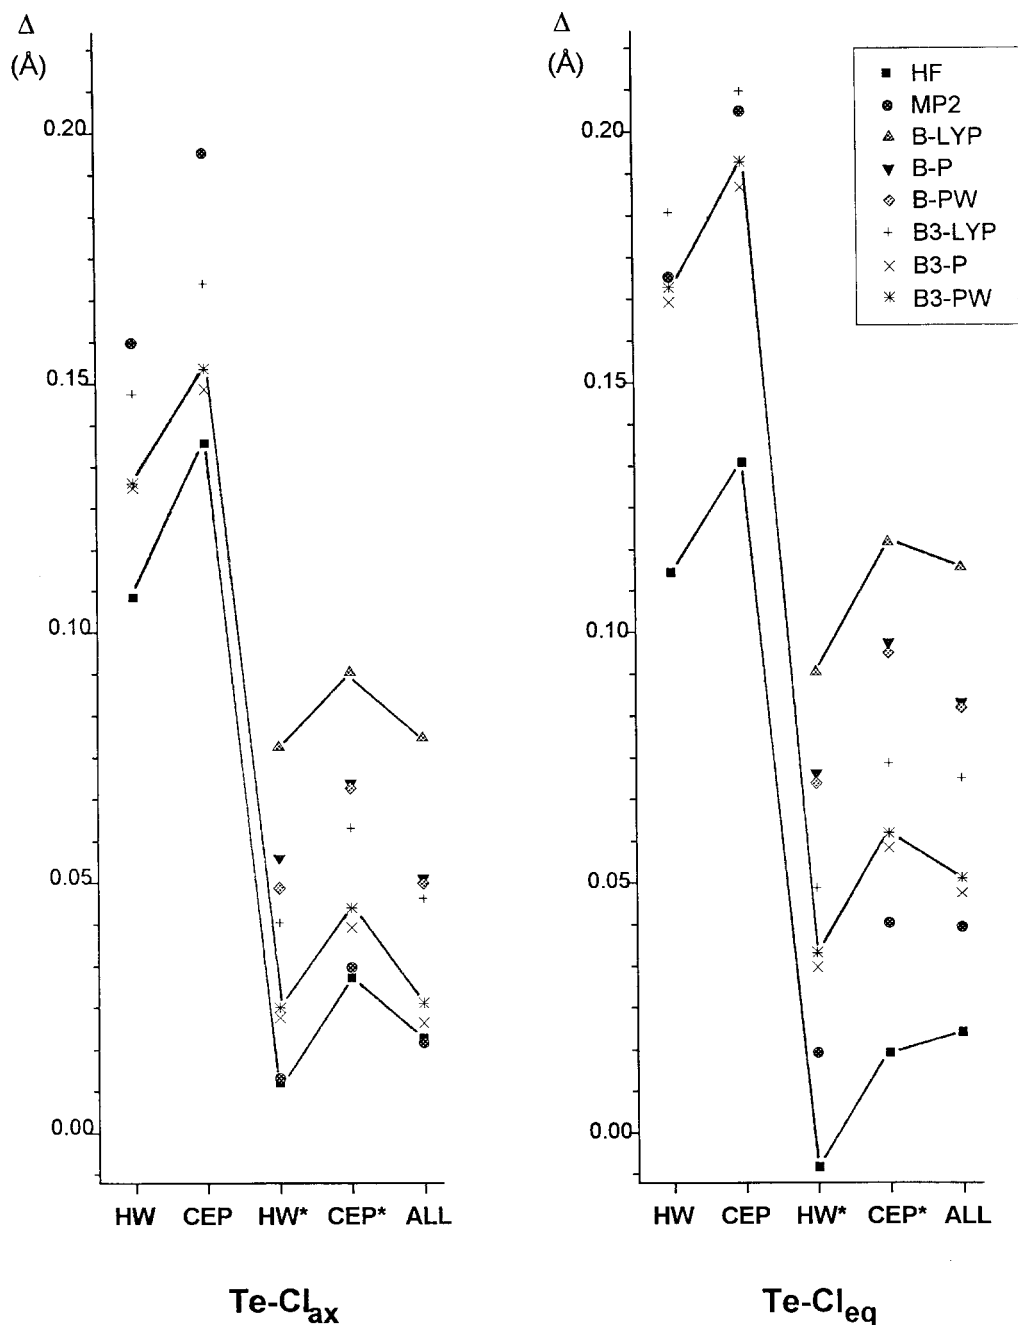 Δ
(Å)
0.20
0.15
0.10
0.05
0.00
HW CEP HW* CEP* ALL
Te-Cl_ax
Δ
(Å)
0.20
0.15
0.10
0.05
0.00
HW CEP HW* CEP* ALL
Te-Cl_eq
HF
MP2
B-LYP
B-P
B-PW
B3-LYP
B3-P
B3-PW